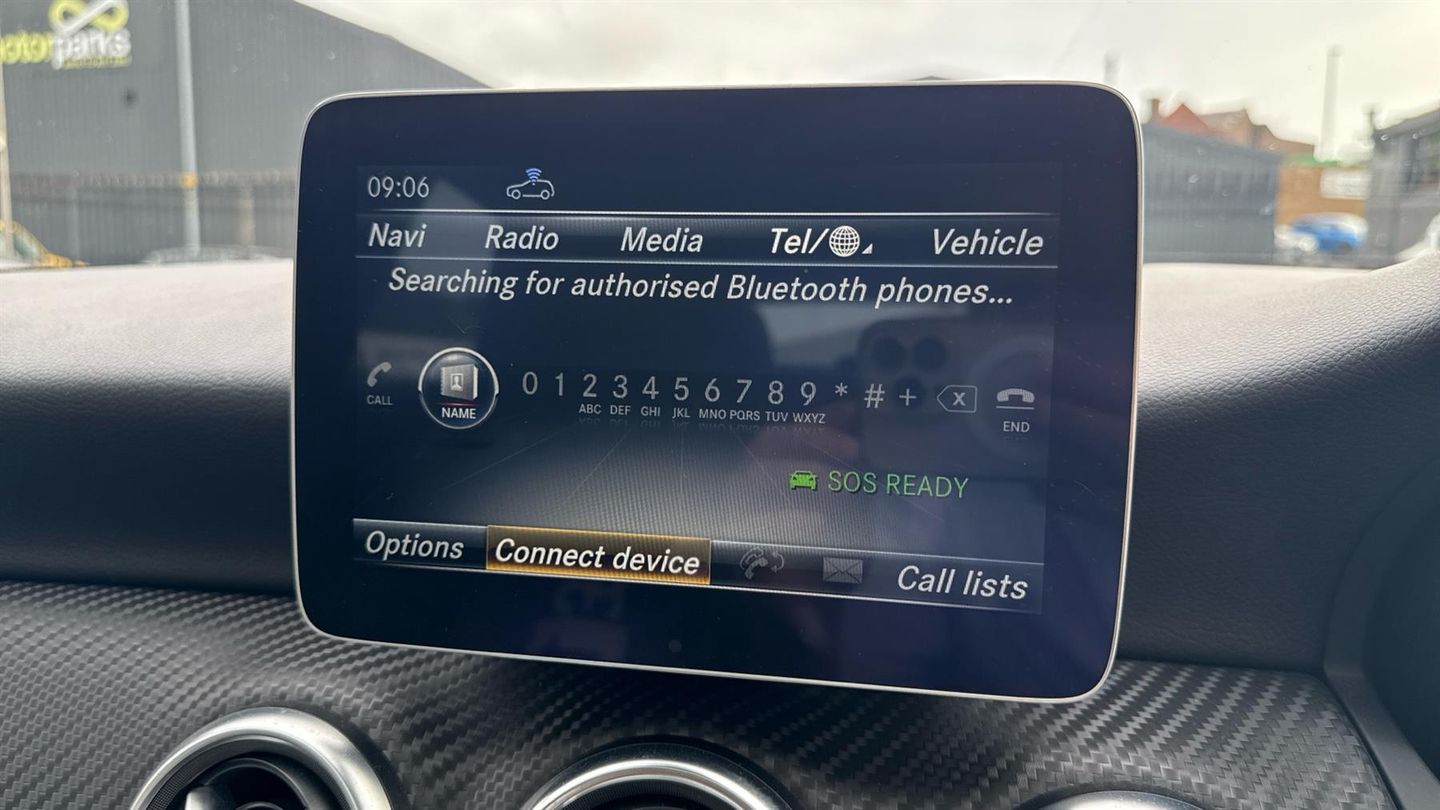 motorparks
09:06
Navi Radio Media Tel/ Vehicle
Searching for authorised Bluetooth phones...
CALL NAME 0 1 2 3 4 5 6 7 8 9 * # + X END
ABC DEF GHI JKL MNO PQRS TUV WXYZ
SOS READY
Options Connect device Call lists